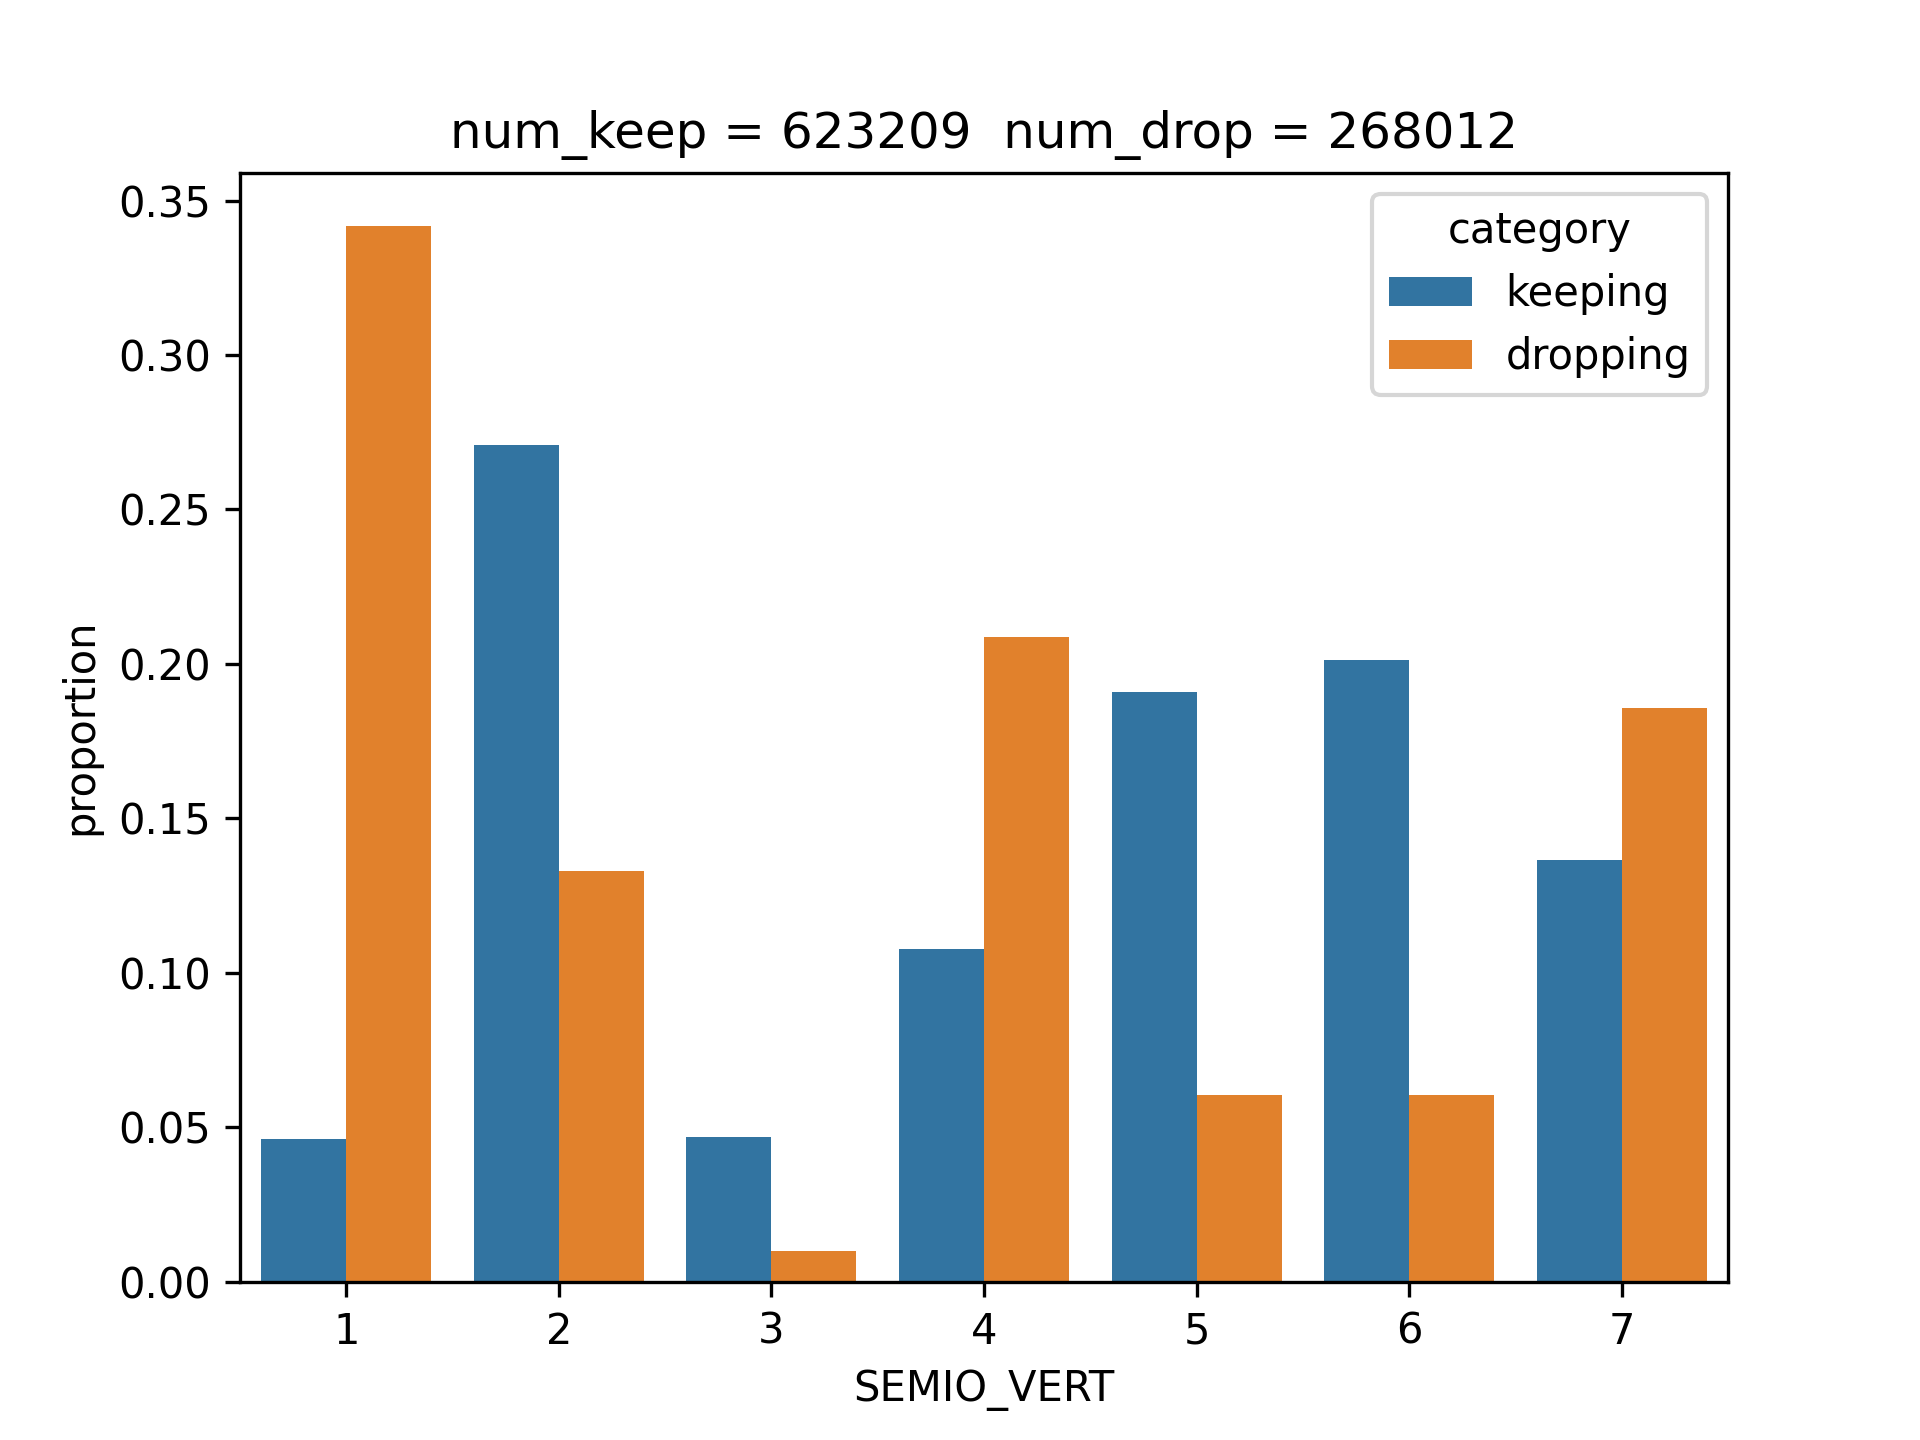 num_keep = 623209  num_drop = 268012
category
keeping
dropping
proportion
0.35
0.30
0.25
0.20
0.15
0.10
0.05
0.00
1 2 3 4 5 6 7
SEMIO_VERT